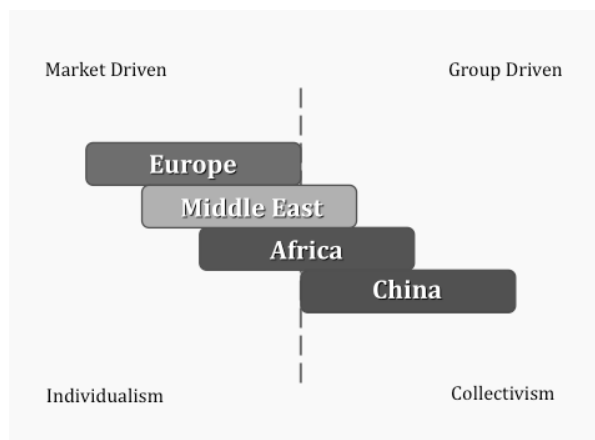 Market Driven
Group Driven
Europe
Middle East
Africa
China
Individualism
Collectivism